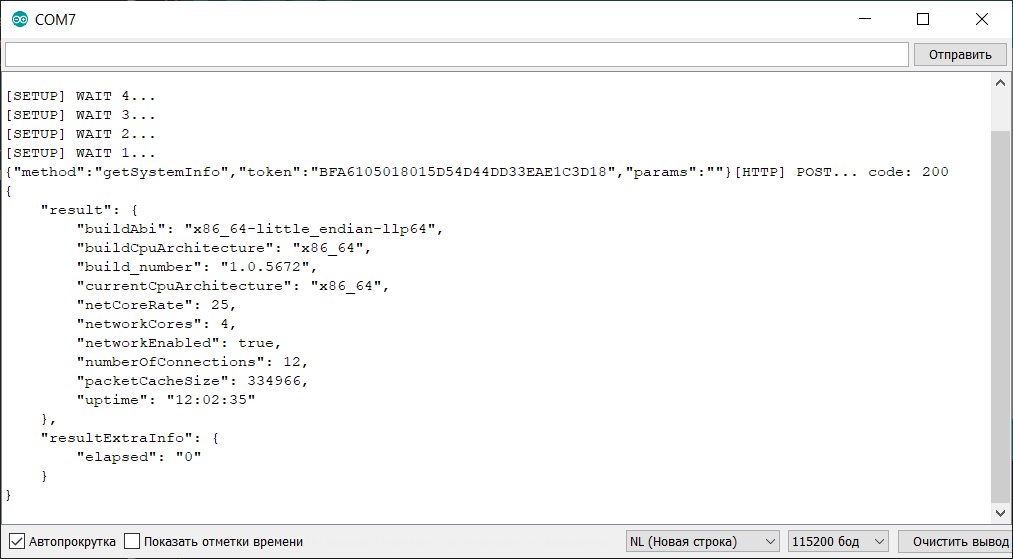 COM7
Отправить
[SETUP] WAIT 4...
[SETUP] WAIT 3...
[SETUP] WAIT 2...
[SETUP] WAIT 1...
{"method":"getSystemInfo","token":"BFA6105018015D54D44DD33EAE1C3D18","params":""}[HTTP] POST... code: 200
{
    "result": {
        "buildAbi": "x86_64-little_endian-llp64",
        "buildCpuArchitecture": "x86_64",
        "build_number": "1.0.5672",
        "currentCpuArchitecture": "x86_64",
        "netCoreRate": 25,
        "networkCores": 4,
        "networkEnabled": true,
        "numberOfConnections": 12,
        "packetCacheSize": 334966,
        "uptime": "12:02:35"
    },
    "resultExtraInfo": {
        "elapsed": "0"
    }
}
Автопрокрутка Показать отметки времени NL (Новая строка) 115200 бод Очистить вывод